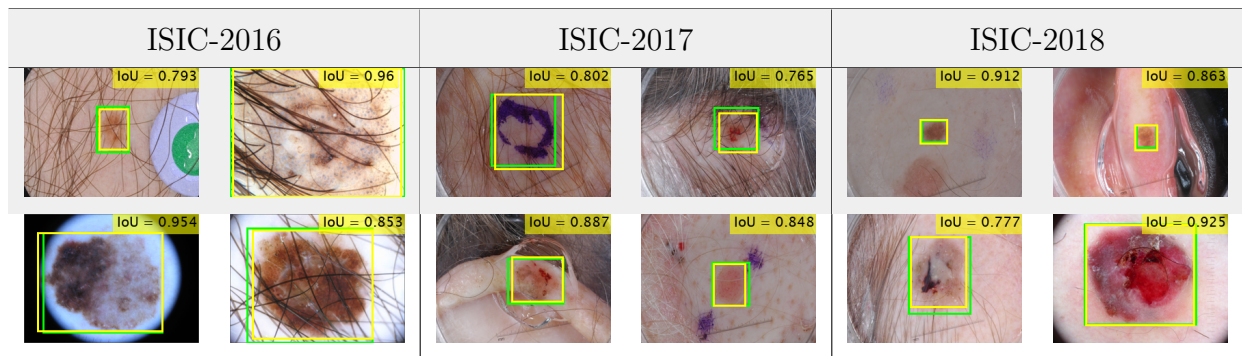 ISIC-2016 ISIC-2017 ISIC-2018
IoU = 0.793 IoU = 0.96 IoU = 0.802 IoU = 0.765 IoU = 0.912 IoU = 0.863
IoU = 0.954 IoU = 0.853 IoU = 0.887 IoU = 0.848 IoU = 0.777 IoU = 0.925